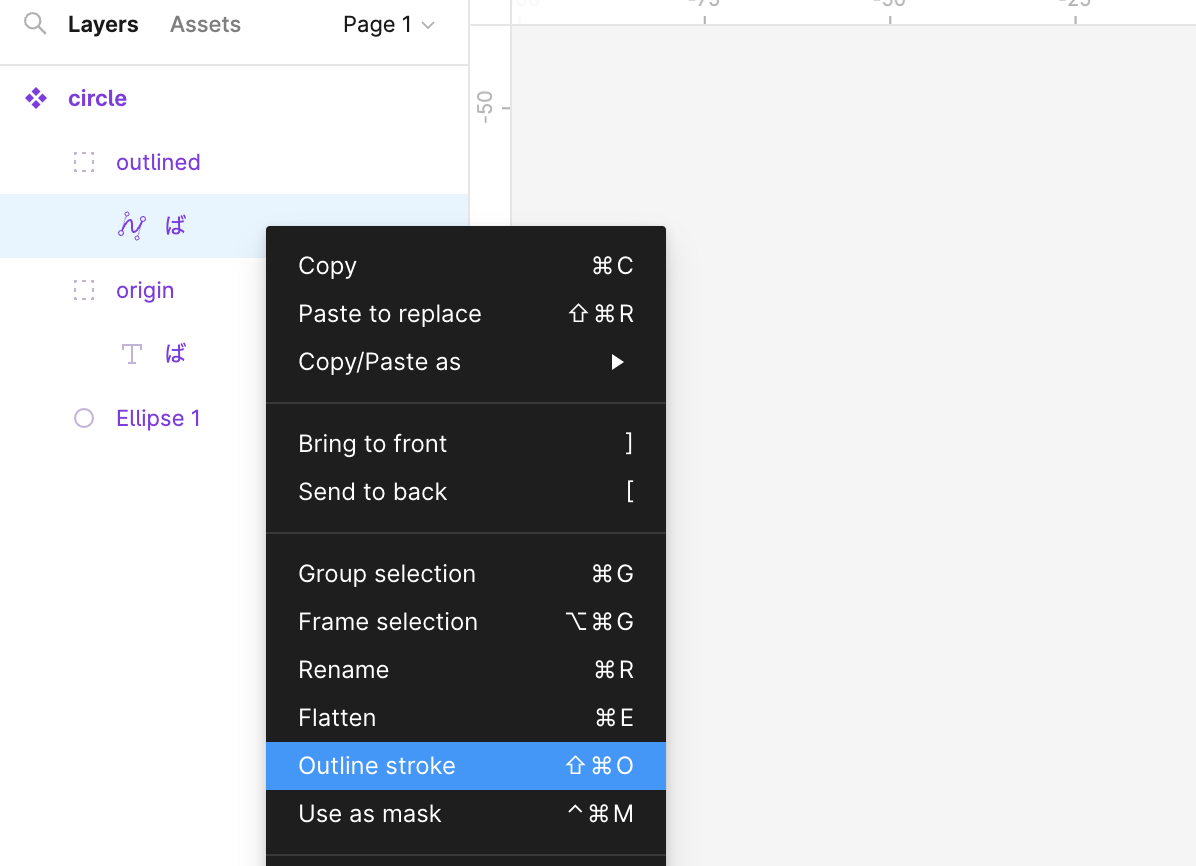 Layers Assets Page 1
-75 -50 -25
circle
-50
outlined
ば
origin
ば
Ellipse 1
Copy ⌘C
Paste to replace ⇧⌘R
Copy/Paste as ▶
Bring to front ]
Send to back [
Group selection ⌘G
Frame selection ⌥⌘G
Rename ⌘R
Flatten ⌘E
Outline stroke ⇧⌘O
Use as mask ^⌘M